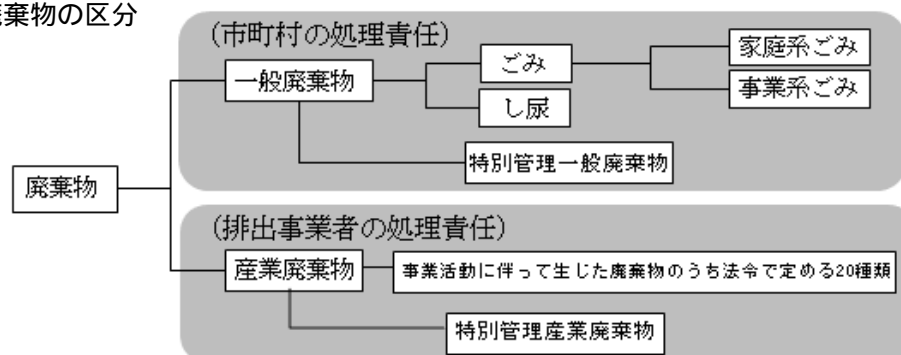 棄物の区分
(市町村の処理責任)
一般廃棄物
ごみ
家庭系ごみ
事業系ごみ
し尿
特別管理一般廃棄物
廃棄物
(排出事業者の処理責任)
産業廃棄物
事業活動に伴って生じた廃棄物のうち法令で定める20種類
特別管理産業廃棄物